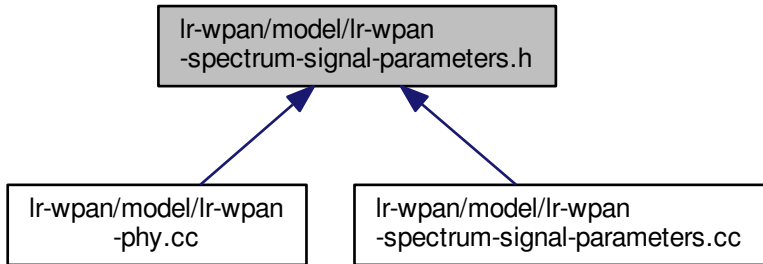 lr-wpan/model/lr-wpan
-spectrum-signal-parameters.h
lr-wpan/model/lr-wpan
-phy.cc
lr-wpan/model/lr-wpan
-spectrum-signal-parameters.cc